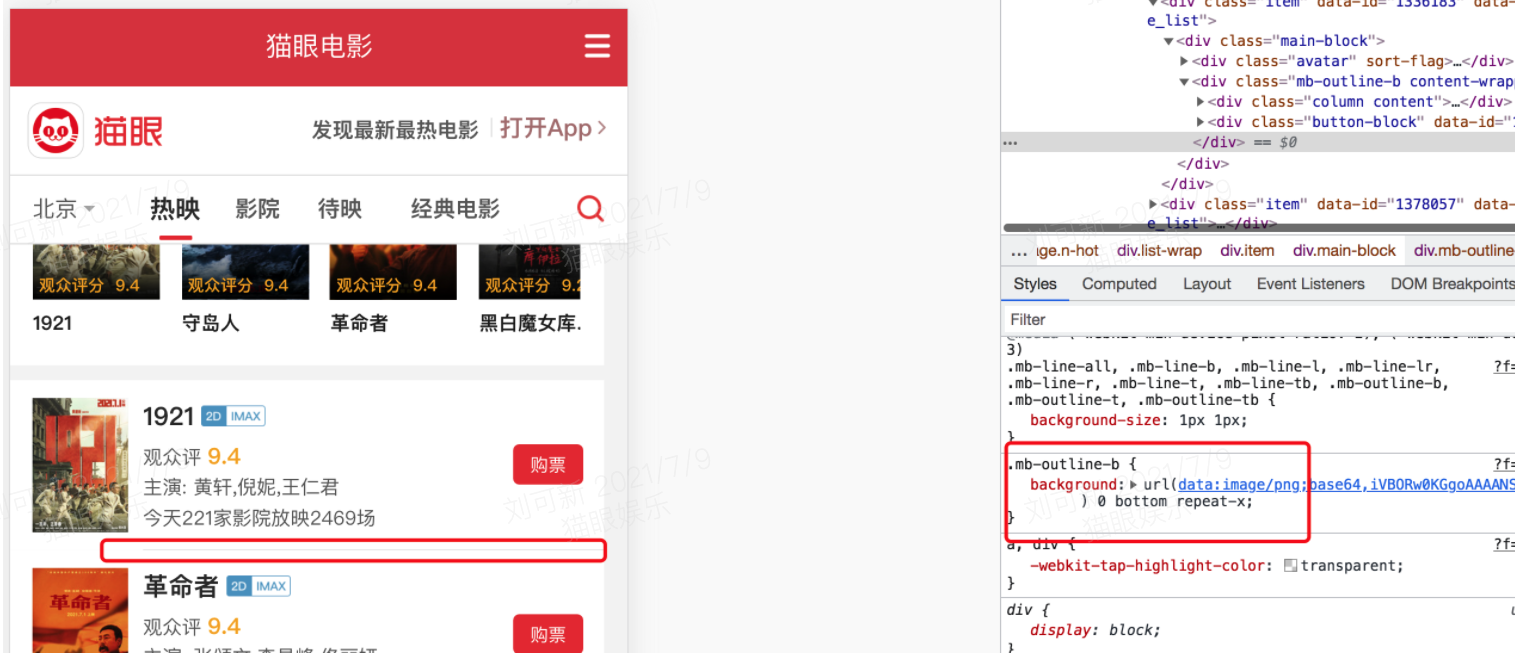 猫眼电影
猫眼
发现最新最热电影
打开App
北京
热映
影院
待映
经典电影
观众评分 9.4
观众评分 9.4
观众评分 9.4
观众评分 9.2
1921
守岛人
革命者
黑白魔女库.
1921 2D IMAX
观众评 9.4
购票
主演: 黄轩,倪妮,王仁君
今天221家影院放映2469场
革命者 2D IMAX
革命者
观众评 9.4
购票
▼<div class="item" data-id="1336183" data-
e_list">
▼<div class="main-block">
▶<div class="avatar" sort-flag>…</div>
▼<div class="mb-outline-b content-wrap
▶<div class="column content">…</div>
▶<div class="button-block" data-id="1
</div> == $0
</div>
</div>
▶<div class="item" data-id="1378057" data-
e_list">…</div>
… ge.n-hot div.list-wrap div.item div.main-block div.mb-outline
Styles Computed Layout Event Listeners DOM Breakpoints
Filter
3)
.mb-line-all, .mb-line-b, .mb-line-l, .mb-line-lr, ?f=
.mb-line-r, .mb-line-t, .mb-line-tb, .mb-outline-b,
.mb-outline-t, .mb-outline-tb {
background-size: 1px 1px;
}
.mb-outline-b { ?f=
background:▶url(data:image/png;base64,iVBORw0KGgoAAAANS
) 0 bottom repeat-x;
}
a, div { ?f=
-webkit-tap-highlight-color: transparent;
}
div {
display: block;
}
刘可新 2021/7/9
猫眼娱乐